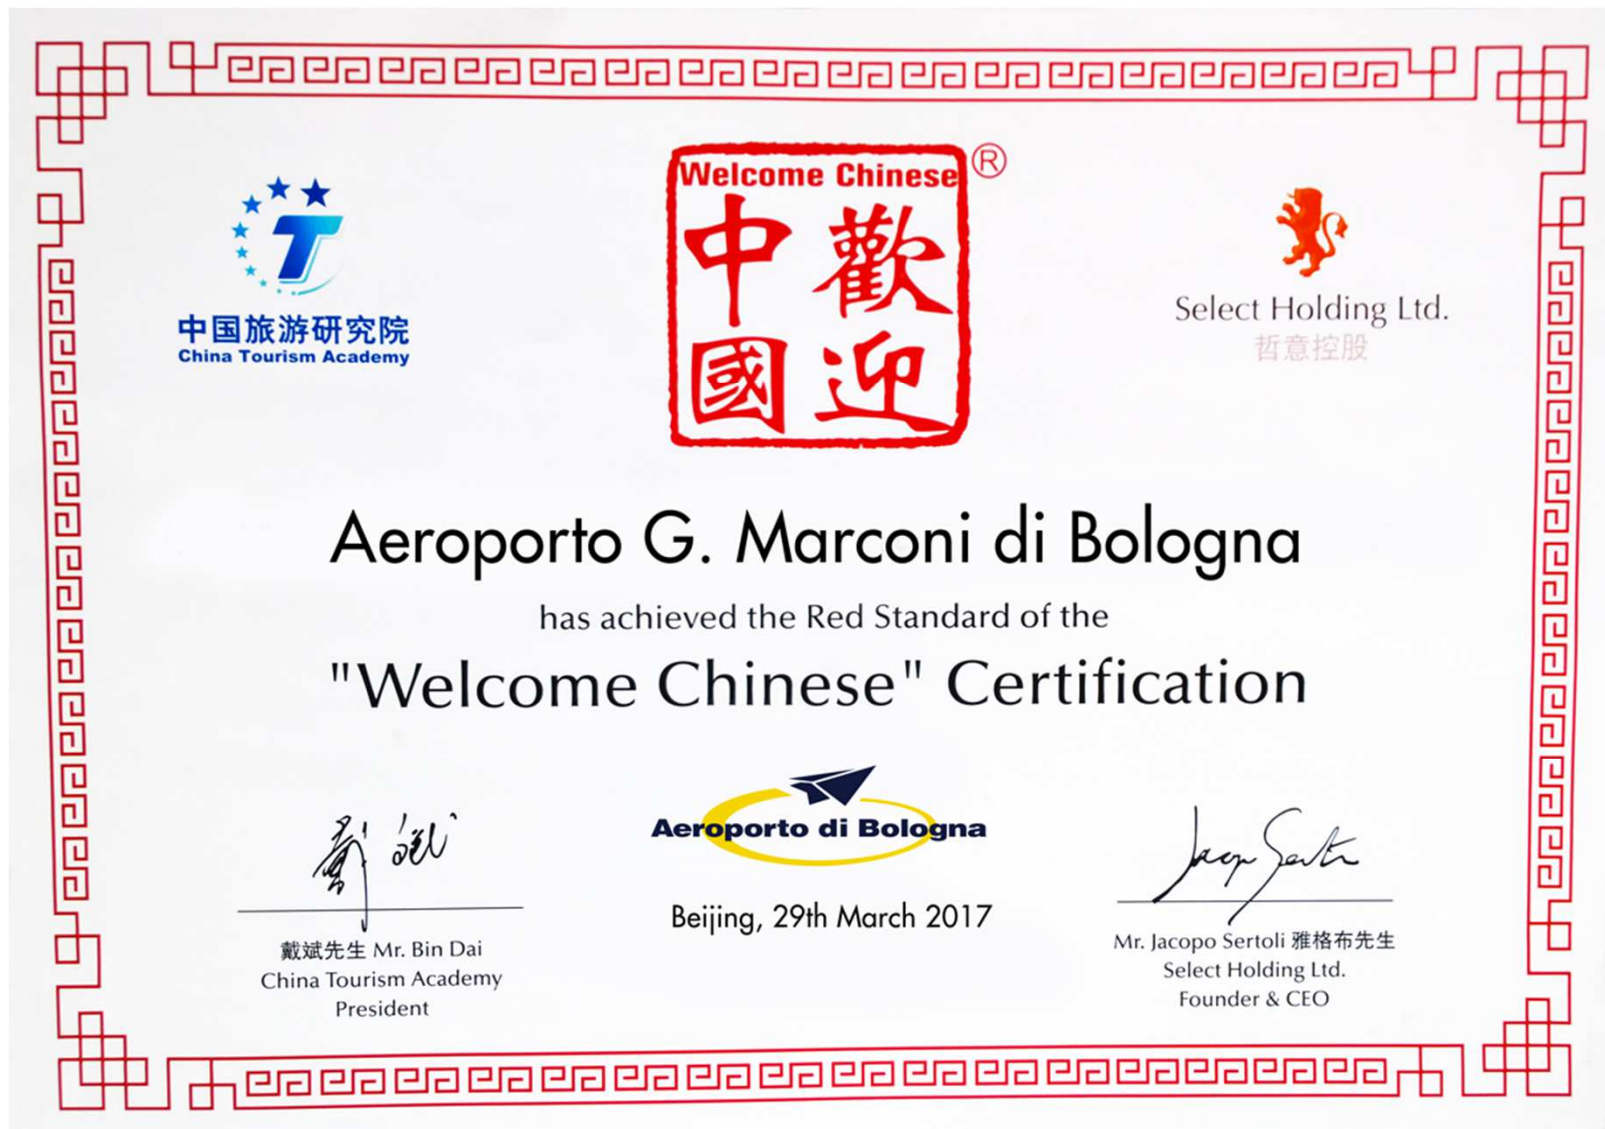 Welcome Chinese ®
中 歡
國 迎
中国旅游研究院
China Tourism Academy
Select Holding Ltd.
哲意控股
Aeroporto G. Marconi di Bologna
has achieved the Red Standard of the
"Welcome Chinese" Certification
Aeroporto di Bologna
Beijing, 29th March 2017
戴斌先生 Mr. Bin Dai
China Tourism Academy
President
Mr. Jacopo Sertoli 雅格布先生
Select Holding Ltd.
Founder & CEO